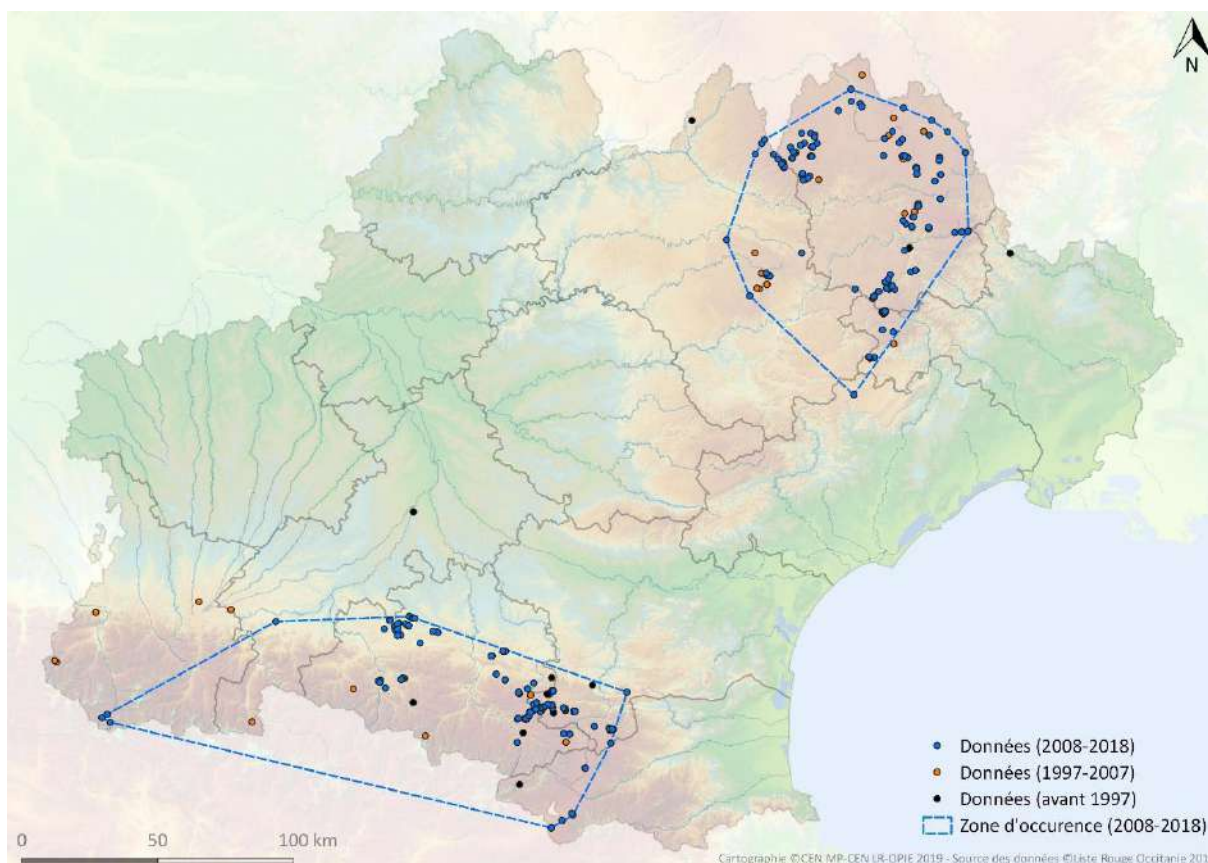 N
Données (2008-2018)
Données (1997-2007)
Données (avant 1997)
Zone d'occurence (2008-2018)
0 50 100 km
Cartographie ©CEN MP-CEN LR-OPIE 2019 - Source des données ©Liste Rouge Occitanie 201